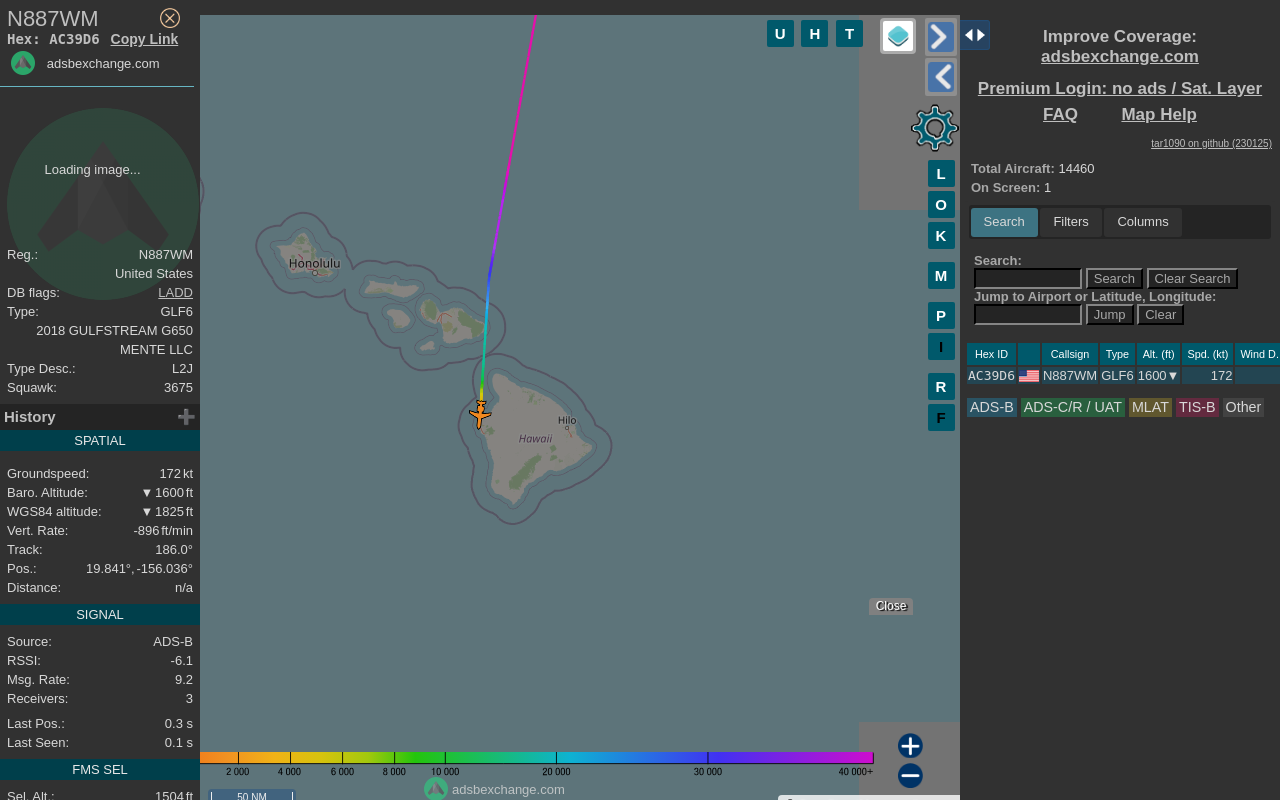 N887WM
Hex: AC39D6 Copy Link
adsbexchange.com
Loading image...
Reg.: N887WM
United States
DB flags: LADD
Type: GLF6
2018 GULFSTREAM G650
MENTE LLC
Type Desc.: L2J
Squawk: 3675
History
SPATIAL
Groundspeed: 172 kt
Baro. Altitude: ▼ 1600 ft
WGS84 altitude: ▼ 1825 ft
Vert. Rate: -896 ft/min
Track: 186.0°
Pos.: 19.841°, -156.036°
Distance: n/a
SIGNAL
Source: ADS-B
RSSI: -6.1
Msg. Rate: 9.2
Receivers: 3
Last Pos.: 0.3 s
Last Seen: 0.1 s
FMS SEL
Sel. Alt.: 1504 ft
U H T
L
O
K
M
P
I
R
F
Honolulu
Hilo
Hawaii
Close
2 000 4 000 6 000 8 000 10 000 20 000 30 000 40 000+
adsbexchange.com
50 NM
Improve Coverage:
adsbexchange.com
Premium Login: no ads / Sat. Layer
FAQ Map Help
tar1090 on github (230125)
Total Aircraft: 14460
On Screen: 1
Search Filters Columns
Search:
Search Clear Search
Jump to Airport or Latitude, Longitude:
Jump Clear
Hex ID Callsign Type Alt. (ft) Spd. (kt) Wind D.
AC39D6 N887WM GLF6 1600▼ 172
ADS-B ADS-C/R / UAT MLAT TIS-B Other